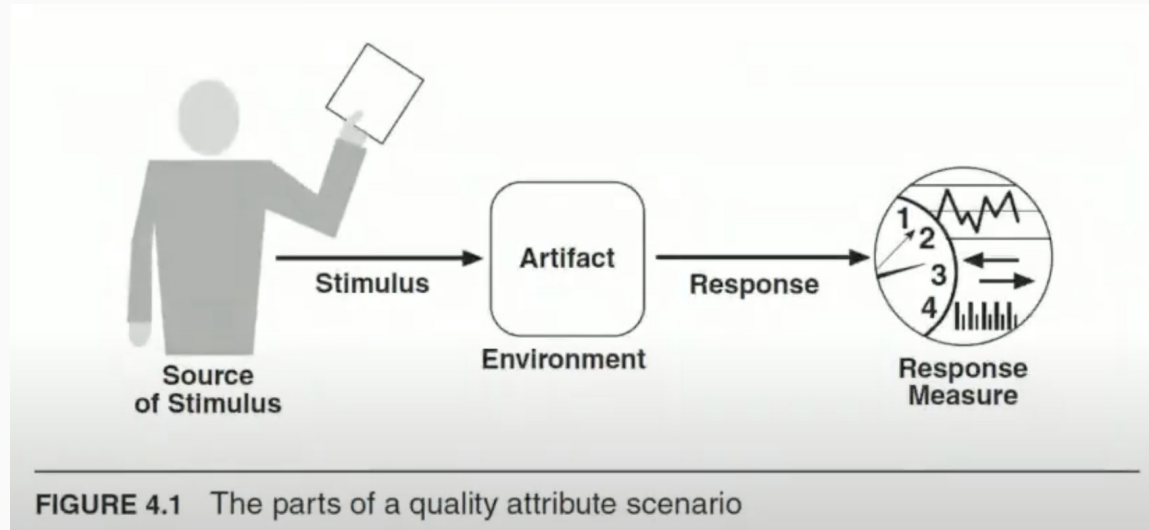 Stimulus
Artifact
Response
1
2
3
4
Environment
Source
of Stimulus
Response
Measure
FIGURE 4.1 The parts of a quality attribute scenario